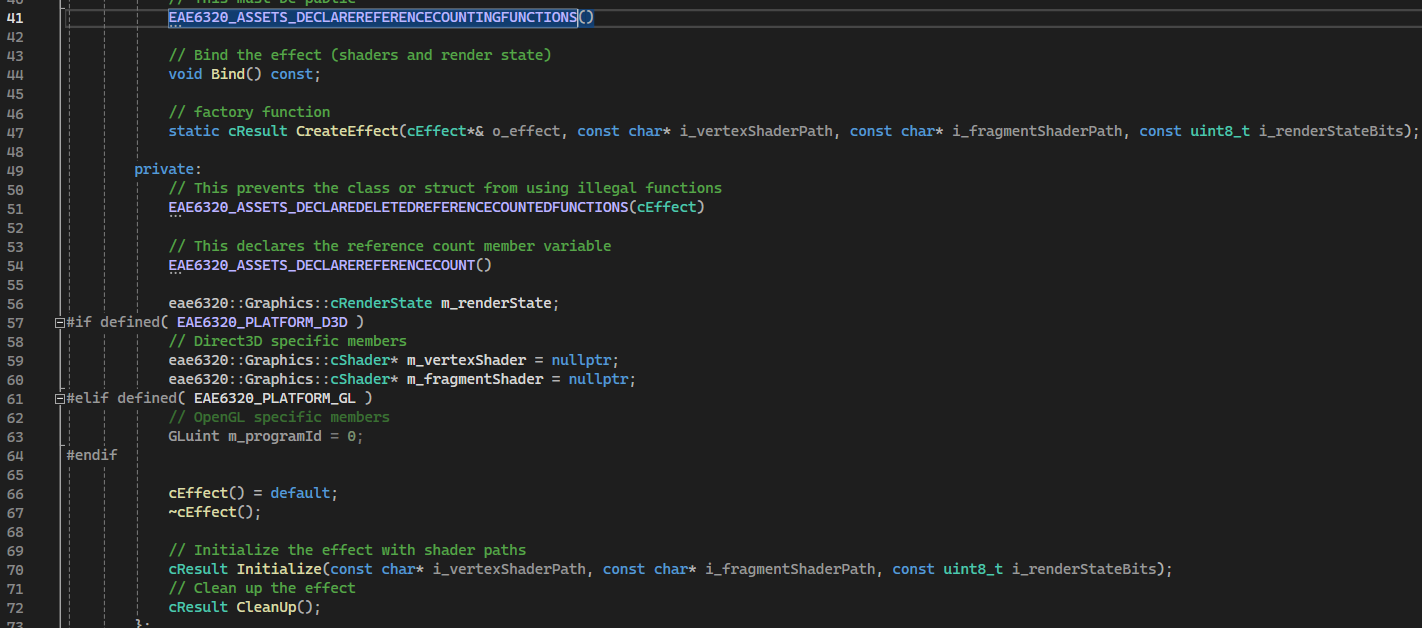 40 // This must be public
41 EAE6320_ASSETS_DECLAREREFERENCECOUNTINGFUNCTIONS()
42
43 // Bind the effect (shaders and render state)
44 void Bind() const;
45
46 // factory function
47 static cResult CreateEffect(cEffect*& o_effect, const char* i_vertexShaderPath, const char* i_fragmentShaderPath, const uint8_t i_renderStateBits);
48
49 private:
50 // This prevents the class or struct from using illegal functions
51 EAE6320_ASSETS_DECLAREDELETEDREFERENCECOUNTEDFUNCTIONS(cEffect)
52
53 // This declares the reference count member variable
54 EAE6320_ASSETS_DECLAREREFERENCECOUNT()
55
56 eae6320::Graphics::cRenderState m_renderState;
57 #if defined( EAE6320_PLATFORM_D3D )
58 // Direct3D specific members
59 eae6320::Graphics::cShader* m_vertexShader = nullptr;
60 eae6320::Graphics::cShader* m_fragmentShader = nullptr;
61 #elif defined( EAE6320_PLATFORM_GL )
62 // OpenGL specific members
63 GLuint m_programId = 0;
64 #endif
65
66 cEffect() = default;
67 ~cEffect();
68
69 // Initialize the effect with shader paths
70 cResult Initialize(const char* i_vertexShaderPath, const char* i_fragmentShaderPath, const uint8_t i_renderStateBits);
71 // Clean up the effect
72 cResult CleanUp();
73 };